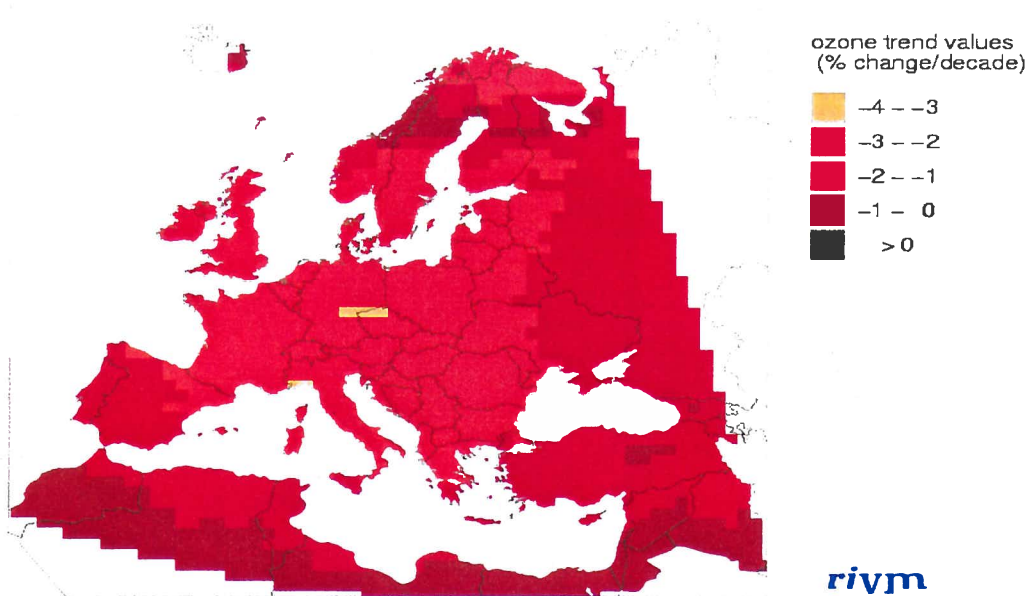 ozone trend values
(% change/decade)
-4 - -3
-3 - -2
-2 - -1
-1 - 0
>0
rivm